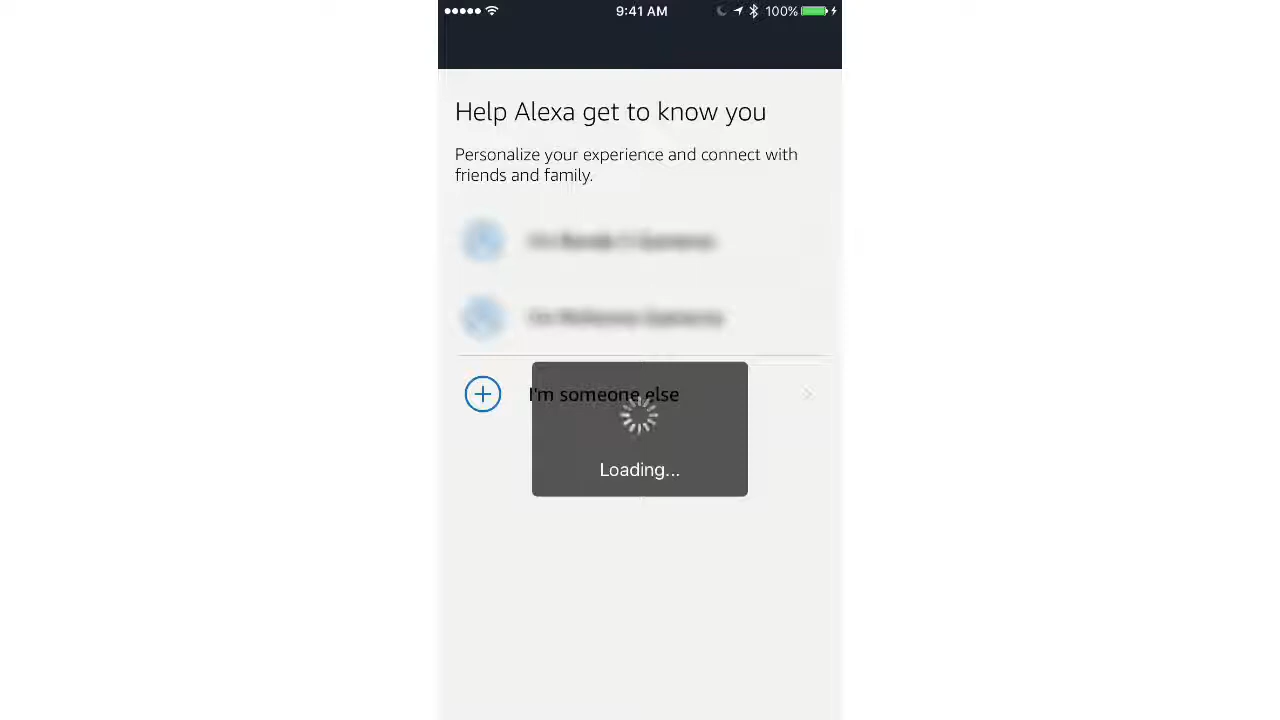 9:41 AM
100%
Help Alexa get to know you
Personalize your experience and connect with
friends and family.
I'm someone else
Loading...